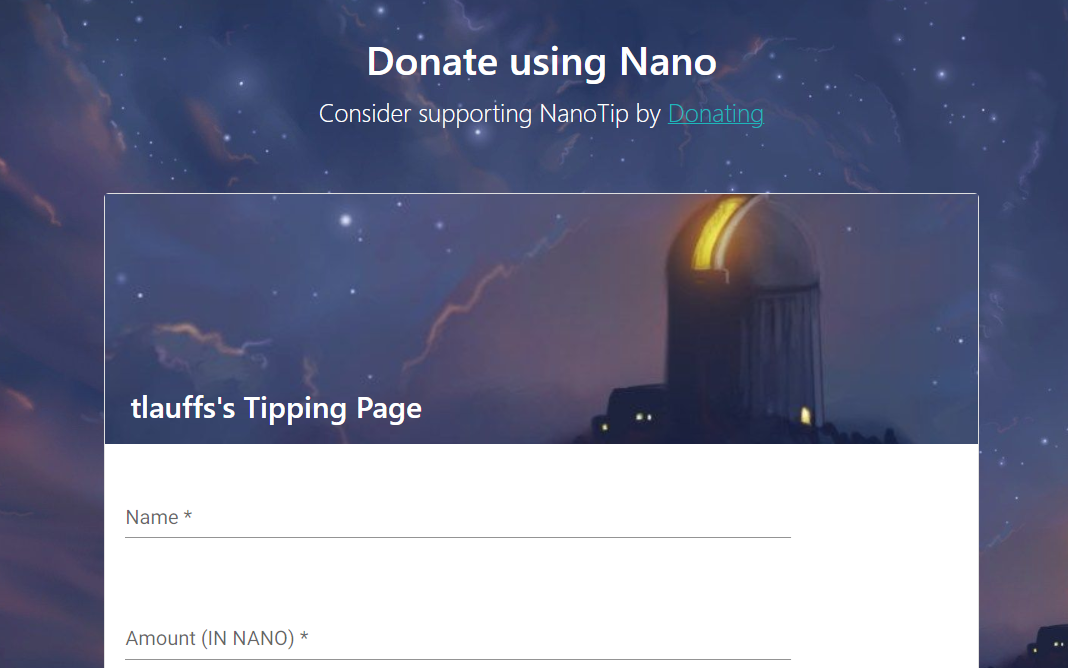 Donate using Nano
Consider supporting NanoTip by Donating
tlauffs's Tipping Page
Name *
Amount (IN NANO) *